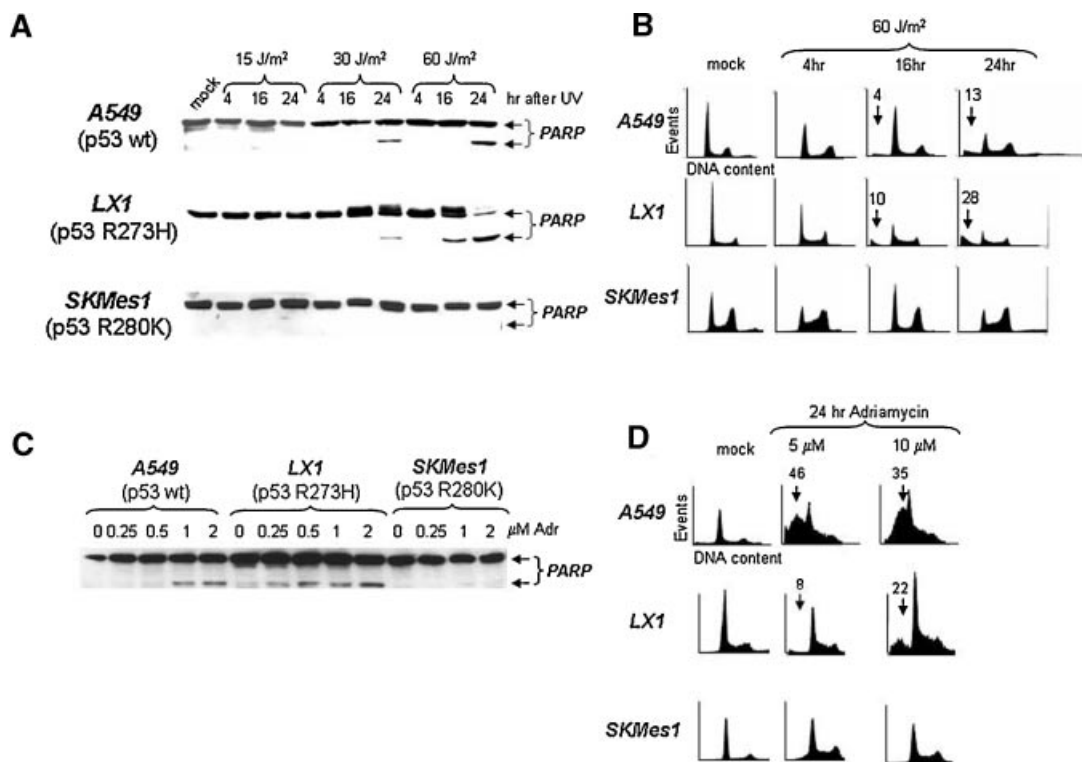 A
15 J/m² 30 J/m² 60 J/m²
mock 4 16 24 4 16 24 4 16 24 hr after UV
A549
(p53 wt)
PARP
LX1
(p53 R273H)
PARP
SKMes1
(p53 R280K)
PARP
B
60 J/m²
mock 4hr 16hr 24hr
A549
Events
4 13
DNA content
LX1
10 28
SKMes1
C
A549 LX1 SKMes1
(p53 wt) (p53 R273H) (p53 R280K)
0 0.25 0.5 1 2 0 0.25 0.5 1 2 0 0.25 1 2 μM Adr
PARP
D
24 hr Adriamycin
mock 5 μM 10 μM
A549
Events
46 35
DNA content
LX1
8 22
SKMes1